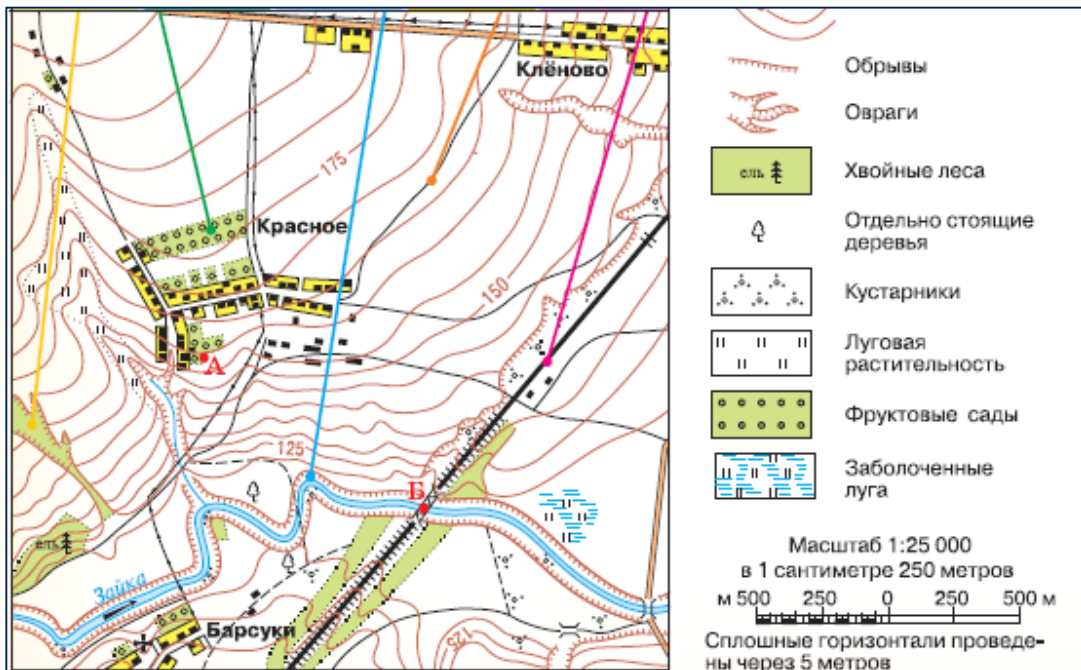 Клёново
175
Красное
150
А
125
Б
ель
Зайка
Барсуки
125
Обрывы
Овраги
ель
Хвойные леса
Отдельно стоящие
деревья
Кустарники
Луговая
растительность
Фруктовые сады
Заболоченные
луга
Масштаб 1:25 000
в 1 сантиметре 250 метров
м 500 250 0 250 500 м
Сплошные горизонтали проведе-
ны через 5 метров